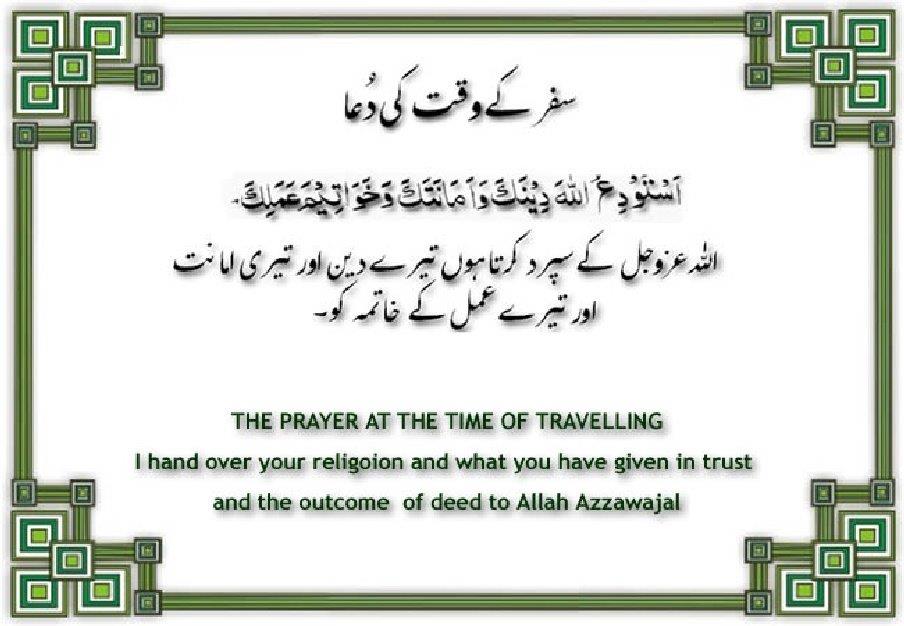 سفر کے وقت کی دُعا
اَسْتَوْدِعُ اللهَ دِيْنَكَ وَاَمَانَتَكَ وَخَوَاتِيْمَ عَمَلِكَ۔
اللہ عزوجل کے سپرد کرتا ہوں تیرے دین اور تیری امانت
اور تیرے عمل کے خاتمہ کو۔
THE PRAYER AT THE TIME OF TRAVELLING
I hand over your religoion and what you have given in trust
and the outcome of deed to Allah Azzawajal